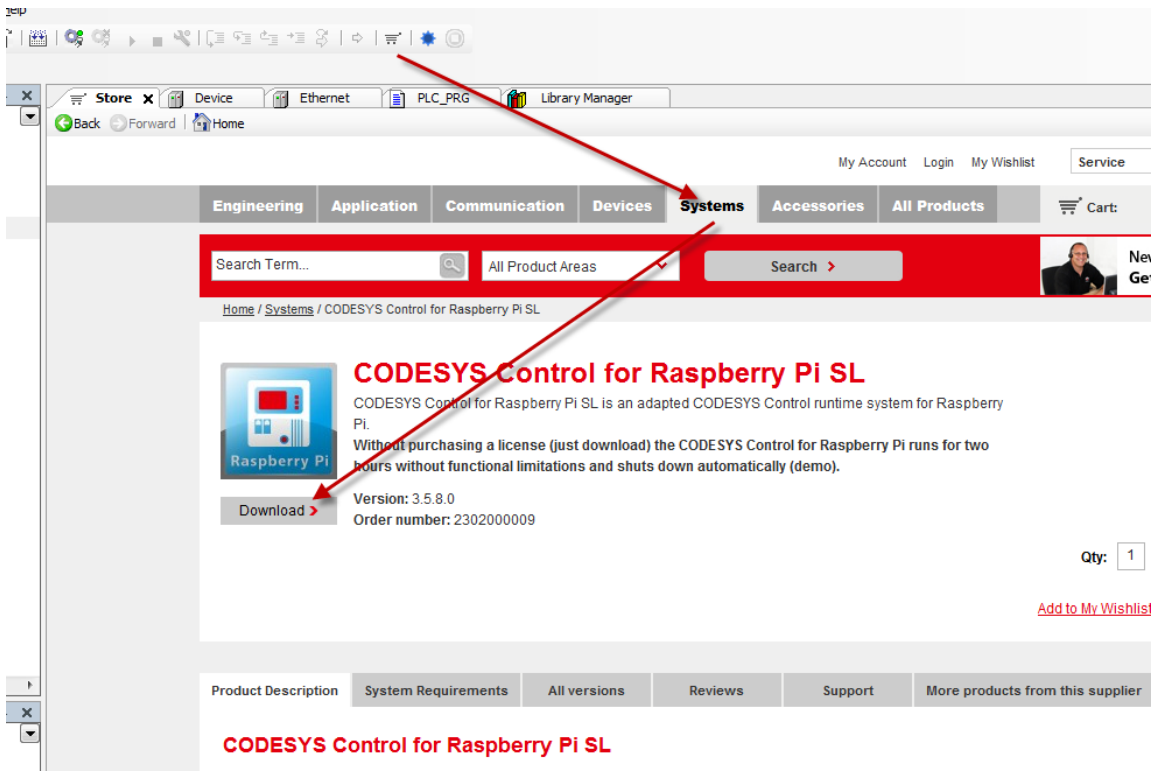 Store
Device
Ethernet
PLC_PRG
Library Manager
Back
Forward
Home
My Account
Login
My Wishlist
Service
Engineering
Application
Communication
Devices
Systems
Accessories
All Products
Cart:
Search Term...
All Product Areas
Search
Home / Systems / CODESYS Control for Raspberry Pi SL
CODESYS Control for Raspberry Pi SL
CODESYS Control for Raspberry Pi SL is an adapted CODESYS Control runtime system for Raspberry
Pi.
Without purchasing a license (just download) the CODESYS Control for Raspberry Pi runs for two
hours without functional limitations and shuts down automatically (demo).
Raspberry Pi
Download
Version: 3.5.8.0
Order number: 2302000009
Qty: 1
Add to My Wishlist
Product Description
System Requirements
All versions
Reviews
Support
More products from this supplier
CODESYS Control for Raspberry Pi SL